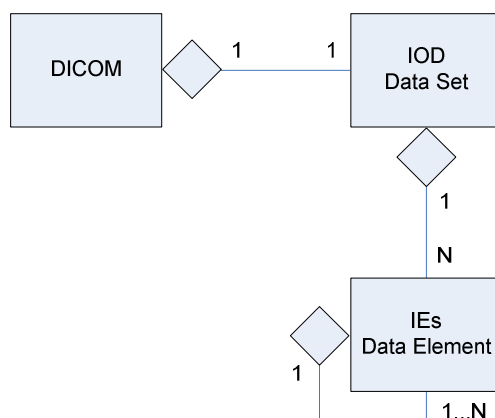 DICOM
1
1
IOD
Data Set
1
N
IEs
Data Element
1
1...N